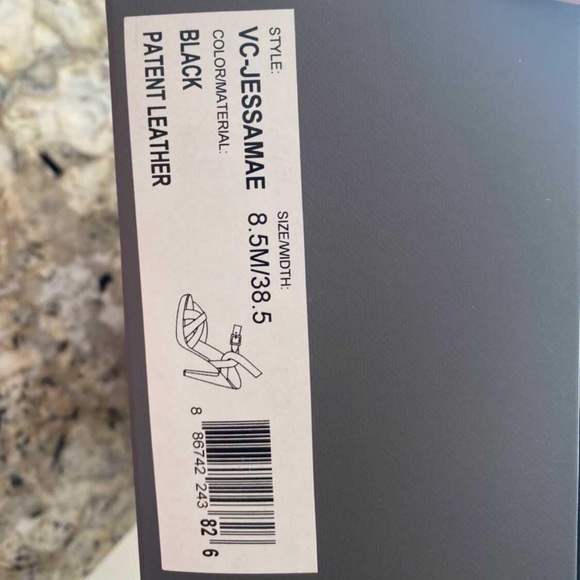 STYLE:
VC-JESSAMAE
COLOR/MATERIAL:
BLACK
PATENT LEATHER
SIZE/WIDTH:
8.5M/38.5
8 86742 243 82 6